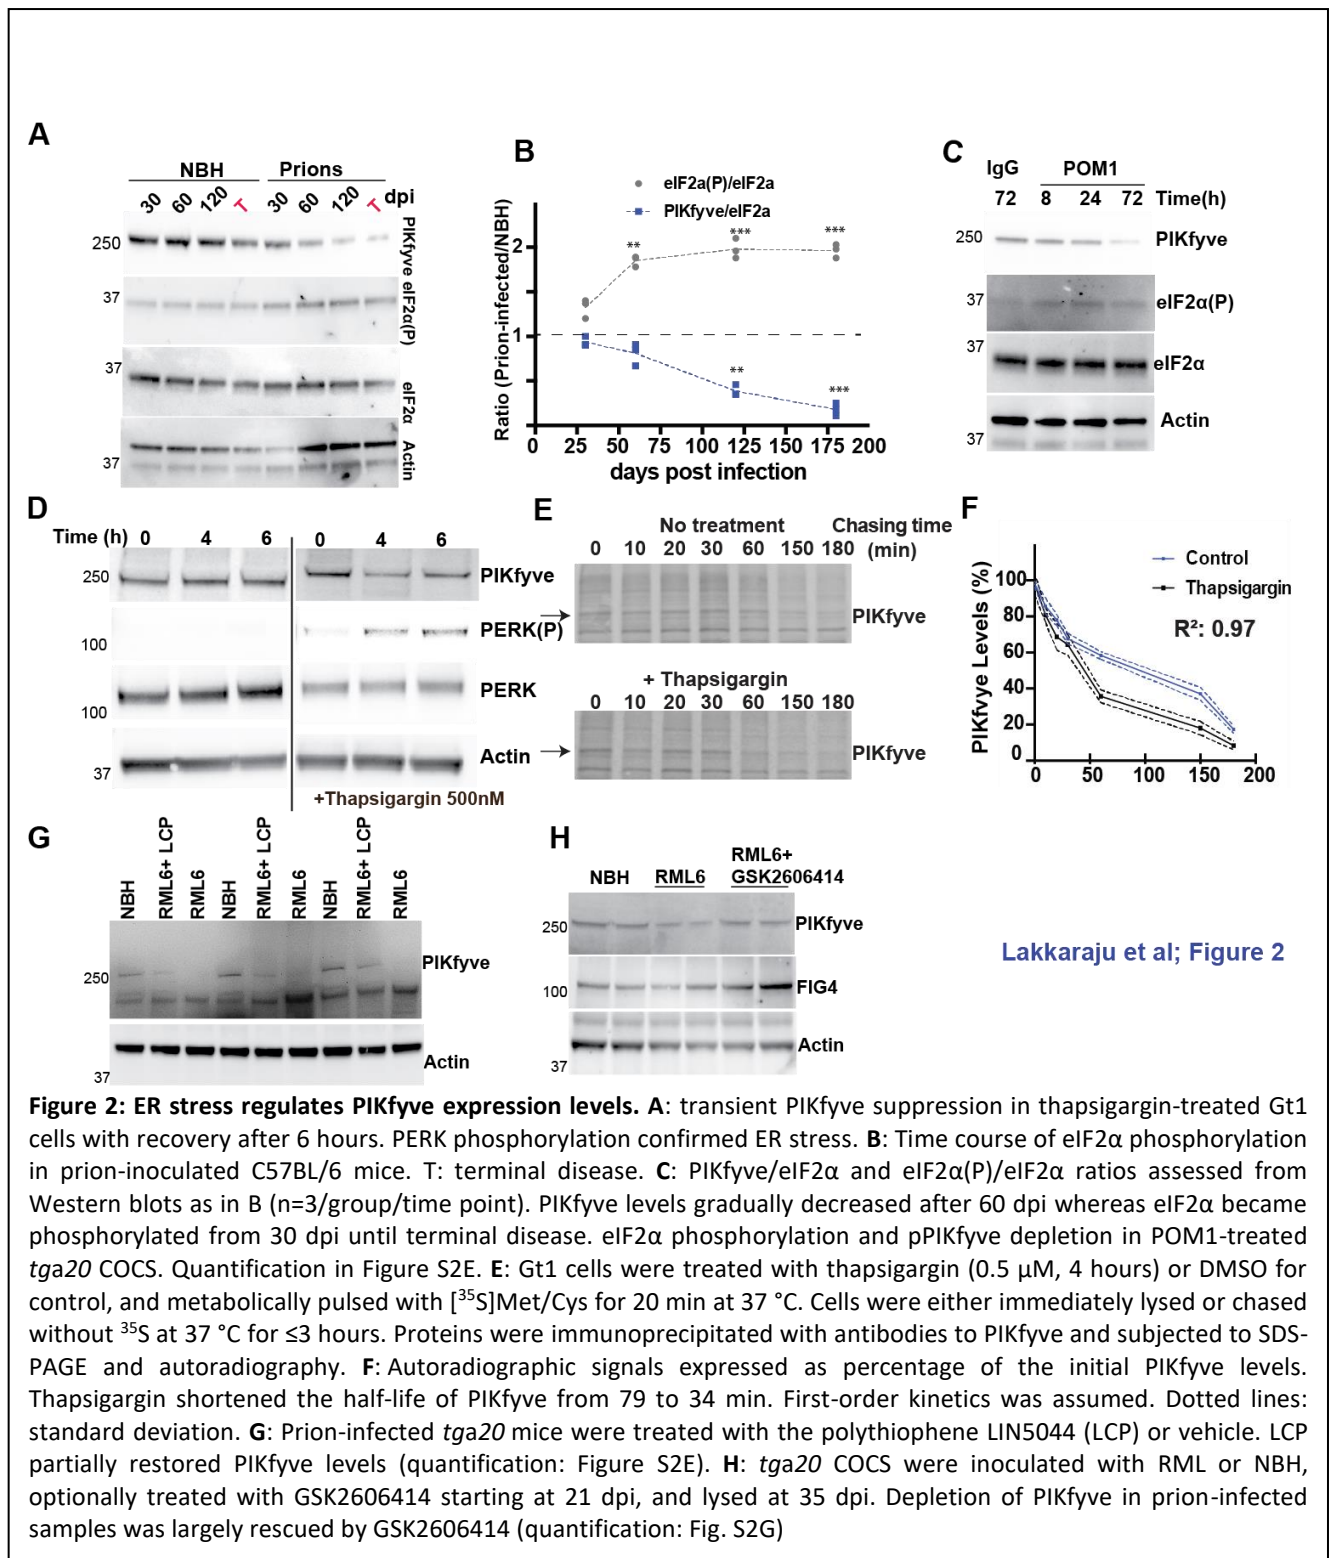 A
NBH Prions
30 60 120 T 30 60 120 T dpi
250
37
37
37
PIKfyve
eIF2α(P)
eIF2α
Actin
B
eIF2a(P)/eIF2a
PIKfyve/eIF2a
Ratio (Prion-infected/NBH)
2
1
0 25 50 75 100 125 150 175 200
days post infection
** *** ***
** ***
C
IgG POM1
72 8 24 72 Time(h)
250 PIKfyve
37 eIF2α(P)
37 eIF2α
Actin
37
D
Time (h) 0 4 6 0 4 6
250 PIKfyve
PERK(P)
100
PERK
100
Actin
37
+Thapsigargin 500nM
E
No treatment Chasing time
0 10 20 30 60 150 180 (min)
PIKfyve
+ Thapsigargin
0 10 20 30 60 150 180
PIKfyve
F
Control
Thapsigargin
R²: 0.97
PIKfvye Levels (%)
100
80
60
40
20
0
0 50 100 150 200
G
NBH RML6+ LCP RML6 NBH RML6+ LCP RML6 NBH RML6+ LCP RML6
250 PIKfyve
Actin
37
H
NBH RML6 RML6+
GSK2606414
250 PIKfyve
100 FIG4
Actin
37
Lakkaraju et al; Figure 2
Figure 2: ER stress regulates PIKfyve expression levels. A: transient PIKfyve suppression in thapsigargin-treated Gt1
cells with recovery after 6 hours. PERK phosphorylation confirmed ER stress. B: Time course of eIF2α phosphorylation
in prion-inoculated C57BL/6 mice. T: terminal disease. C: PIKfyve/eIF2α and eIF2α(P)/eIF2α ratios assessed from
Western blots as in B (n=3/group/time point). PIKfyve levels gradually decreased after 60 dpi whereas eIF2α became
phosphorylated from 30 dpi until terminal disease. eIF2α phosphorylation and pPIKfyve depletion in POM1-treated
tga20 COCS. Quantification in Figure S2E. E: Gt1 cells were treated with thapsigargin (0.5 µM, 4 hours) or DMSO for
control, and metabolically pulsed with [³⁵S]Met/Cys for 20 min at 37 °C. Cells were either immediately lysed or chased
without ³⁵S at 37 °C for ≤3 hours. Proteins were immunoprecipitated with antibodies to PIKfyve and subjected to SDS-
PAGE and autoradiography. F: Autoradiographic signals expressed as percentage of the initial PIKfyve levels.
Thapsigargin shortened the half-life of PIKfyve from 79 to 34 min. First-order kinetics was assumed. Dotted lines:
standard deviation. G: Prion-infected tga20 mice were treated with the polythiophene LIN5044 (LCP) or vehicle. LCP
partially restored PIKfyve levels (quantification: Figure S2E). H: tga20 COCS were inoculated with RML or NBH,
optionally treated with GSK2606414 starting at 21 dpi, and lysed at 35 dpi. Depletion of PIKfyve in prion-infected
samples was largely rescued by GSK2606414 (quantification: Fig. S2G)